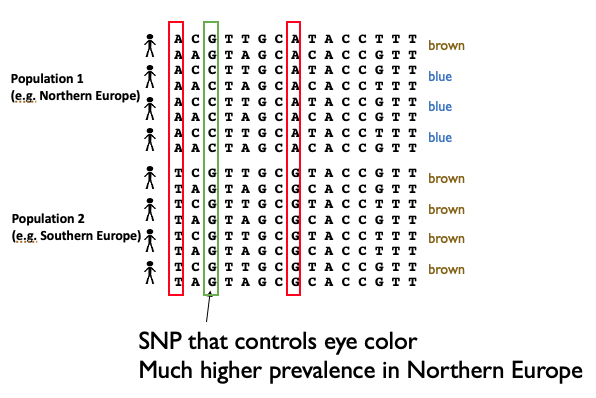 A C G T T G C A T A C C T T T
brown
A A G T A G C A C A C C G T T
A C C T T G C A T A C C G T T
blue
Population 1
A A C T A G C A C A C C T T T
(e.g. Northern Europe)
A C C T T G C A T A C C G T T
blue
A A C T A G C A C A C C G T T
A C C T T G C A T A C C T T T
blue
A A C T A G C A C A C C G T T
T C G T T G C G T A C C G T T
brown
T A G T A G C G C A C C G T T
T C G T T G C G T A C C T T T
brown
Population 2
T A G T A G C G C A C C G T T
(e.g. Southern Europe)
T C G T T G C G T A C C T T T
brown
T A G T A G C G C A C C T T T
T C G T T G C G T A C C G T T
brown
T A G T A G C G C A C C G T T
SNP that controls eye color
Much higher prevalence in Northern Europe